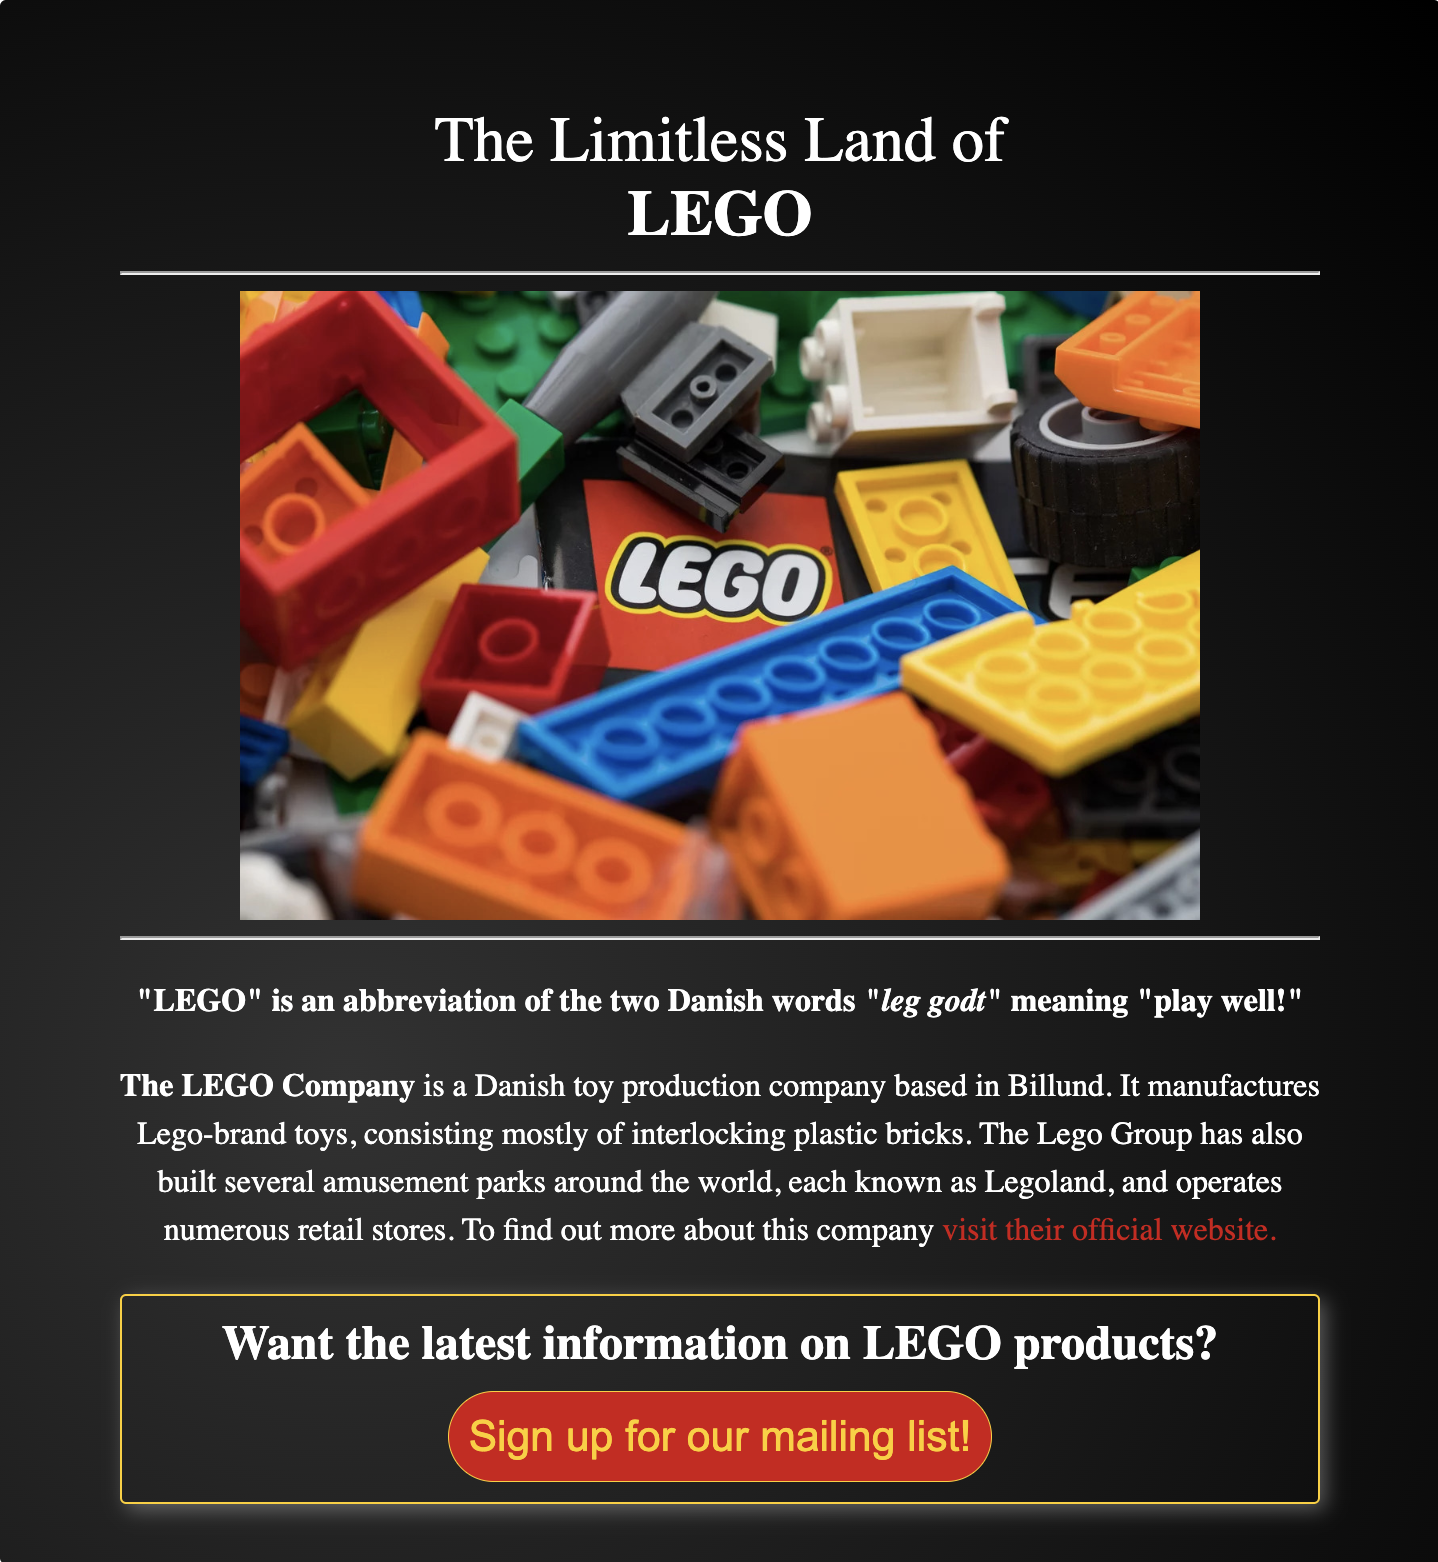 The Limitless Land of
LEGO
LEGO
"LEGO" is an abbreviation of the two Danish words "leg godt" meaning "play well!"
The LEGO Company is a Danish toy production company based in Billund. It manufactures
Lego-brand toys, consisting mostly of interlocking plastic bricks. The Lego Group has also
built several amusement parks around the world, each known as Legoland, and operates
numerous retail stores. To find out more about this company visit their official website.
Want the latest information on LEGO products?
Sign up for our mailing list!